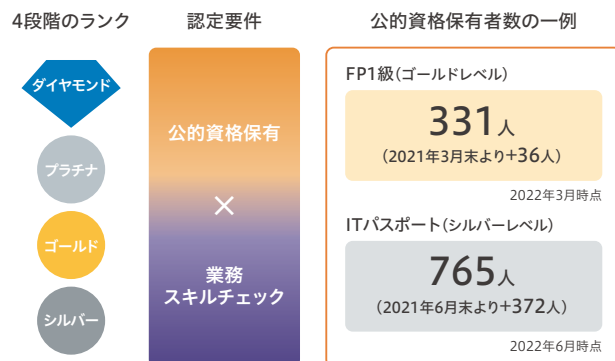 4段階のランク
ダイヤモンド
プラチナ
ゴールド
シルバー
認定要件
公的資格保有
×
業務
スキルチェック
公的資格保有者数の一例
FP1級(ゴールドレベル)
331人
(2021年3月末より+36人)
2022年3月時点
ITパスポート(シルバーレベル)
765人
(2021年6月末より+372人)
2022年6月時点